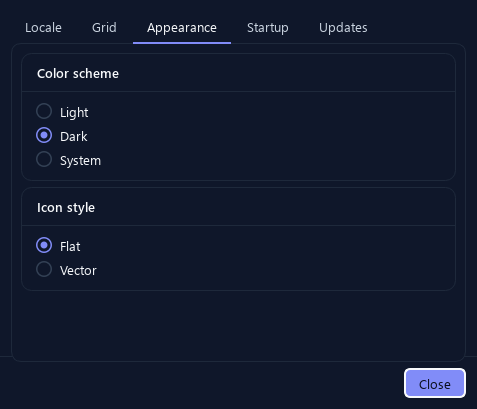 Locale Grid Appearance Startup Updates
Color scheme
Light
Dark
System
Icon style
Flat
Vector
Close